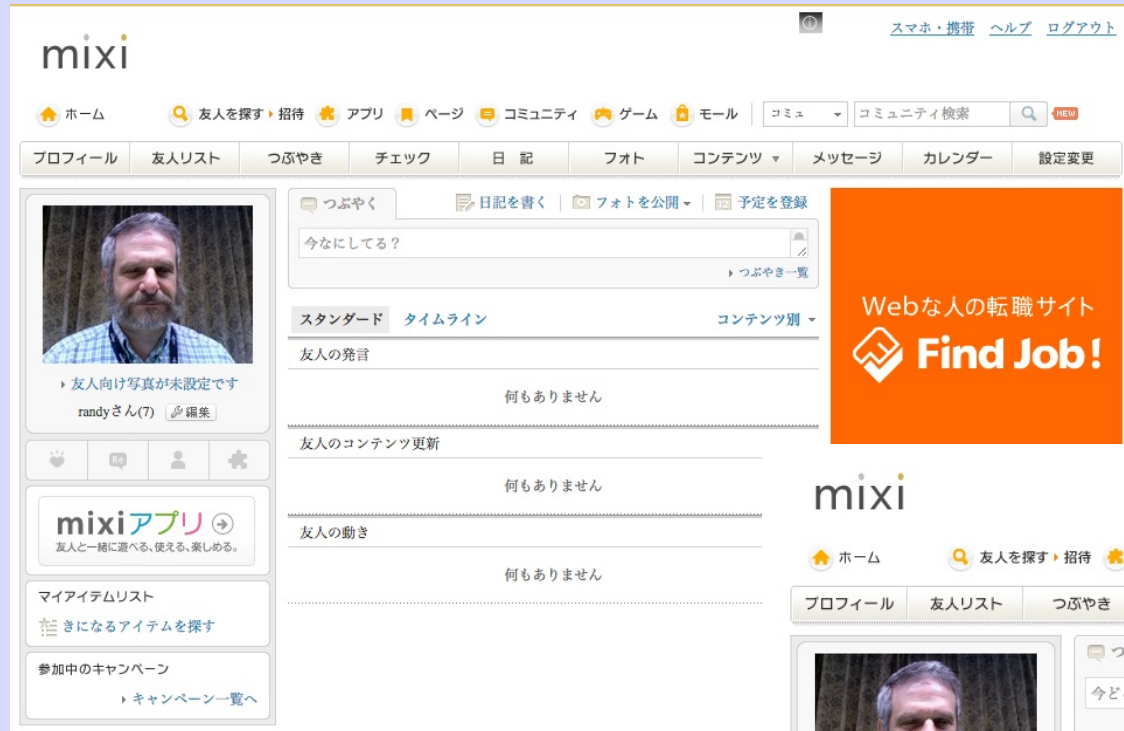 mixi
スマホ・携帯 ヘルプ ログアウト
ホーム 友人を探す 招待 アプリ ページ コミュニティ ゲーム モール コミュ コミュニティ検索 NEW
プロフィール 友人リスト つぶやき チェック 日 記 フォト コンテンツ メッセージ カレンダー 設定変更
つぶやく 日記を書く フォトを公開 12 予定を登録
今なにしてる？
つぶやき一覧
スタンダード タイムライン コンテンツ別
友人の発言
何もありません
友人のコンテンツ更新
何もありません
友人の動き
何もありません
友人向け写真が未設定です
randyさん(7) 編集
Re
mixiアプリ
友人と一緒に遊べる、使える、楽しめる。
マイアイテムリスト
きになるアイテムを探す
参加中のキャンペーン
キャンペーン一覧へ
Webな人の転職サイト
Find Job!
mixi
ホーム 友人を探す 招待
プロフィール 友人リスト つぶやき
つ
今ど